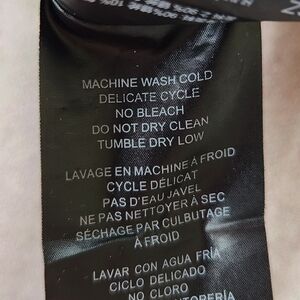 MACHINE WASH COLD
DELICATE CYCLE
NO BLEACH
DO NOT DRY CLEAN
TUMBLE DRY LOW
LAVAGE EN MACHINE À FROID
CYCLE DÉLICAT
PAS D'EAU JAVEL
NE PAS NETTOYER À SEC
SÉCHAGE PAR CULBUTAGE
À FROID
LAVAR CON AGUA FRÍA
CICLO DELICADO
NO CLORO